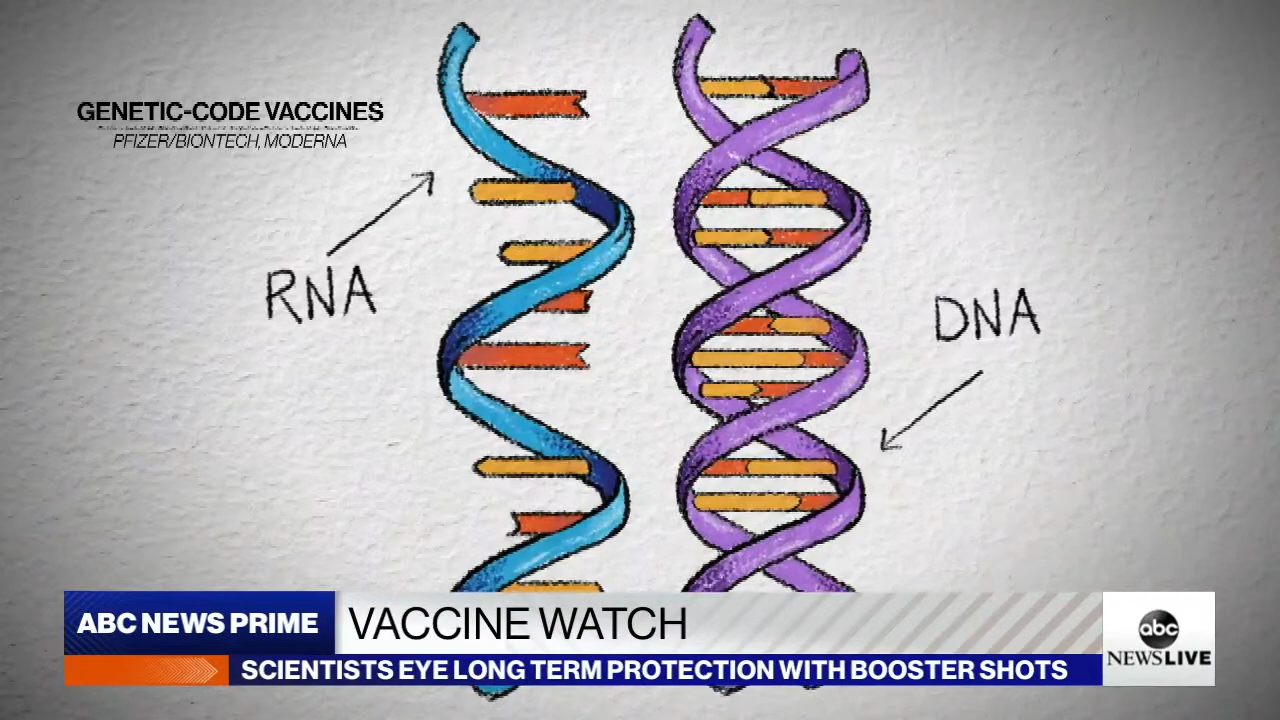 GENETIC-CODE VACCINES
PFIZER/BIONTECH, MODERNA
RNA
DNA
ABC NEWS PRIME
VACCINE WATCH
SCIENTISTS EYE LONG TERM PROTECTION WITH BOOSTER SHOTS
abc
NEWSLIVE